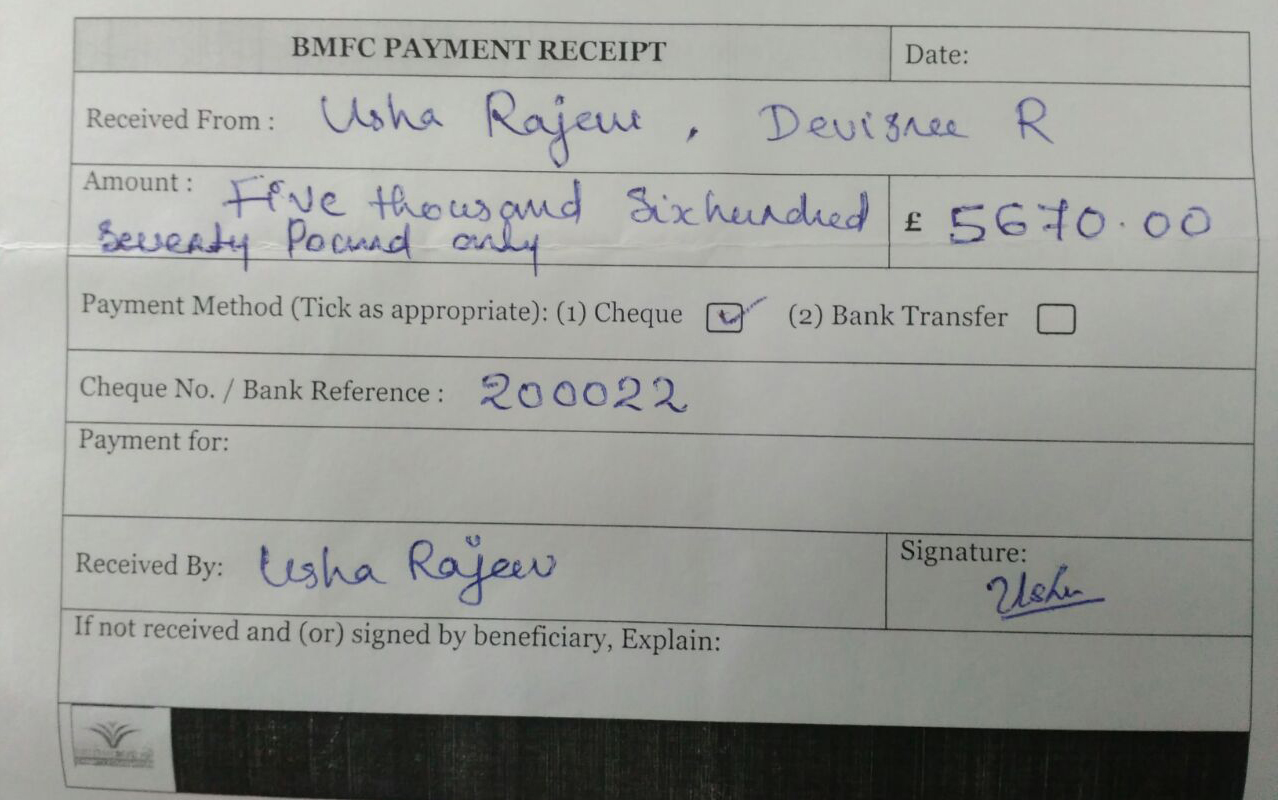 BMFC PAYMENT RECEIPT Date:
Received From : Usha Rajeev , Devisree R
Amount : Five thousand Sixhundred
Seventy Pound only
£ 5670.00
Payment Method (Tick as appropriate): (1) Cheque (2) Bank Transfer
Cheque No. / Bank Reference : 200022
Payment for:
Received By: Usha Rajeev
Signature:
Usha
If not received and (or) signed by beneficiary, Explain: